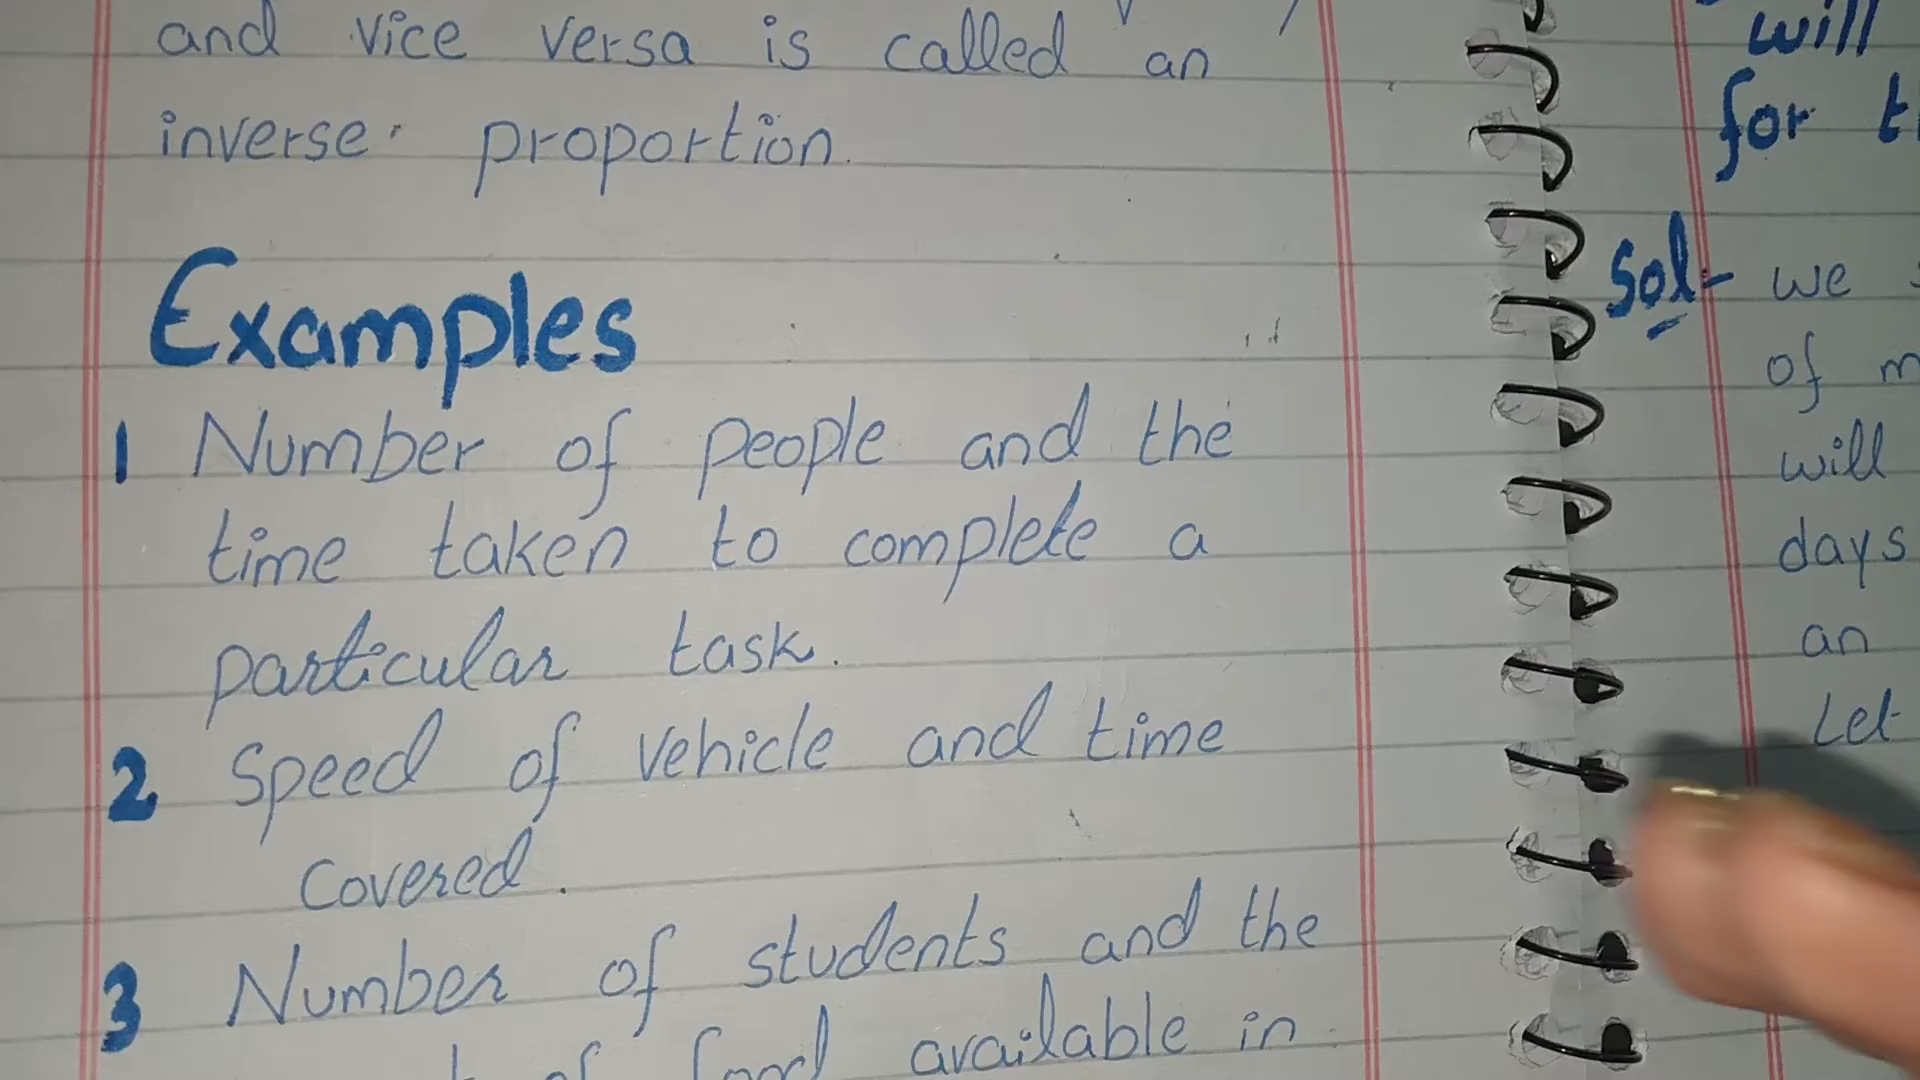 and vice versa is called an
inverse proportion.
Examples
1 Number of people and the
time taken to complete a
particular task.
2 Speed of vehicle and time
covered.
3 Number of students and the
of food available in
will
for
Sol- we
of
will
days
an
Let